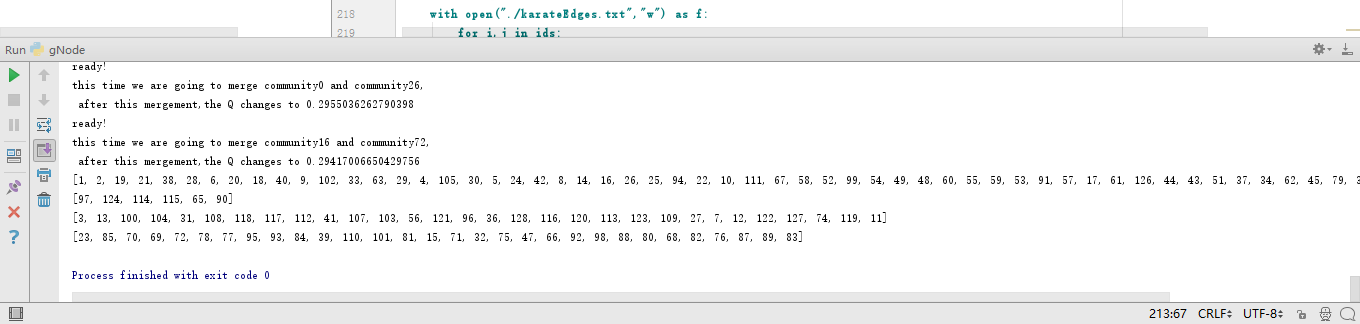 218 with open("./karateEdges.txt","w") as f:
219 for i,j in ids:
Run gNode
ready!
this time we are going to merge community0 and community26,
after this mergement,the Q changes to 0.2955036262790398
ready!
this time we are going to merge community16 and community72,
after this mergement,the Q changes to 0.29417006650429756
[1, 2, 19, 21, 38, 28, 6, 20, 18, 40, 9, 102, 33, 63, 29, 4, 105, 30, 5, 24, 42, 8, 14, 16, 26, 25, 94, 22, 10, 111, 67, 58, 52, 99, 54, 49, 48, 60, 55, 59, 53, 91, 57, 17, 61, 126, 44, 43, 51, 37, 34, 62, 45, 79,
[97, 124, 114, 115, 65, 90]
[3, 13, 100, 104, 31, 108, 118, 117, 112, 41, 107, 103, 56, 121, 96, 36, 128, 116, 120, 113, 123, 109, 27, 7, 12, 122, 127, 74, 119, 11]
[23, 85, 70, 69, 72, 78, 77, 95, 93, 84, 39, 110, 101, 81, 15, 71, 32, 75, 47, 66, 92, 98, 88, 80, 68, 82, 76, 87, 89, 83]
Process finished with exit code 0
213:67 CRLF UTF-8